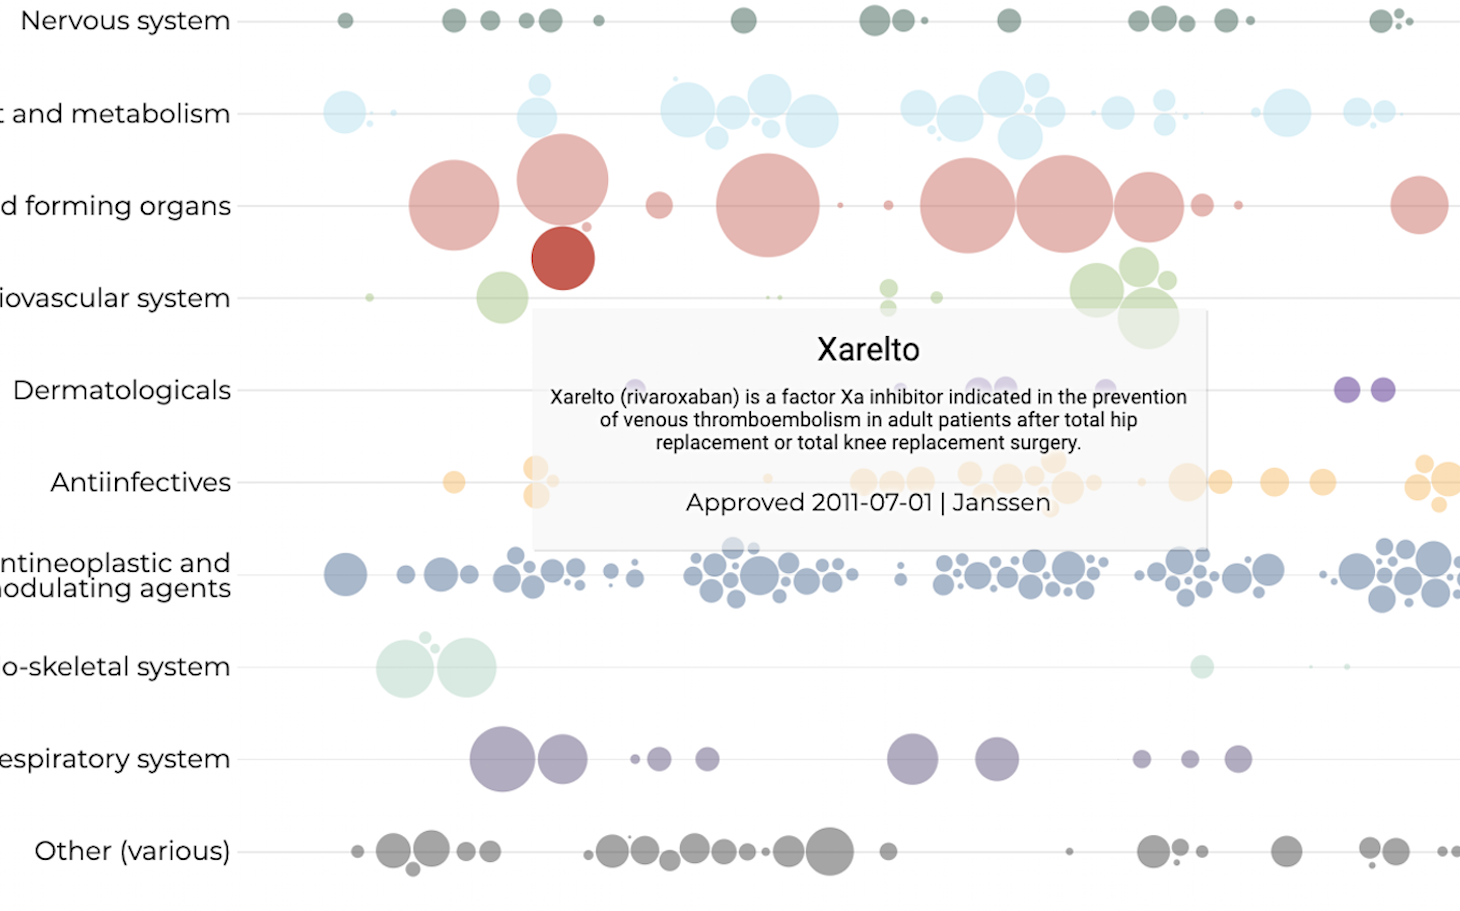 Nervous system
t and metabolism
d forming organs
iovascular system
Xarelto
Dermatologicals
Xarelto (rivaroxaban) is a factor Xa inhibitor indicated in the prevention
of venous thromboembolism in adult patients after total hip
replacement or total knee replacement surgery.
Antiinfectives
Approved 2011-07-01 | Janssen
ntineoplastic and
nodulating agents
o-skeletal system
espiratory system
Other (various)